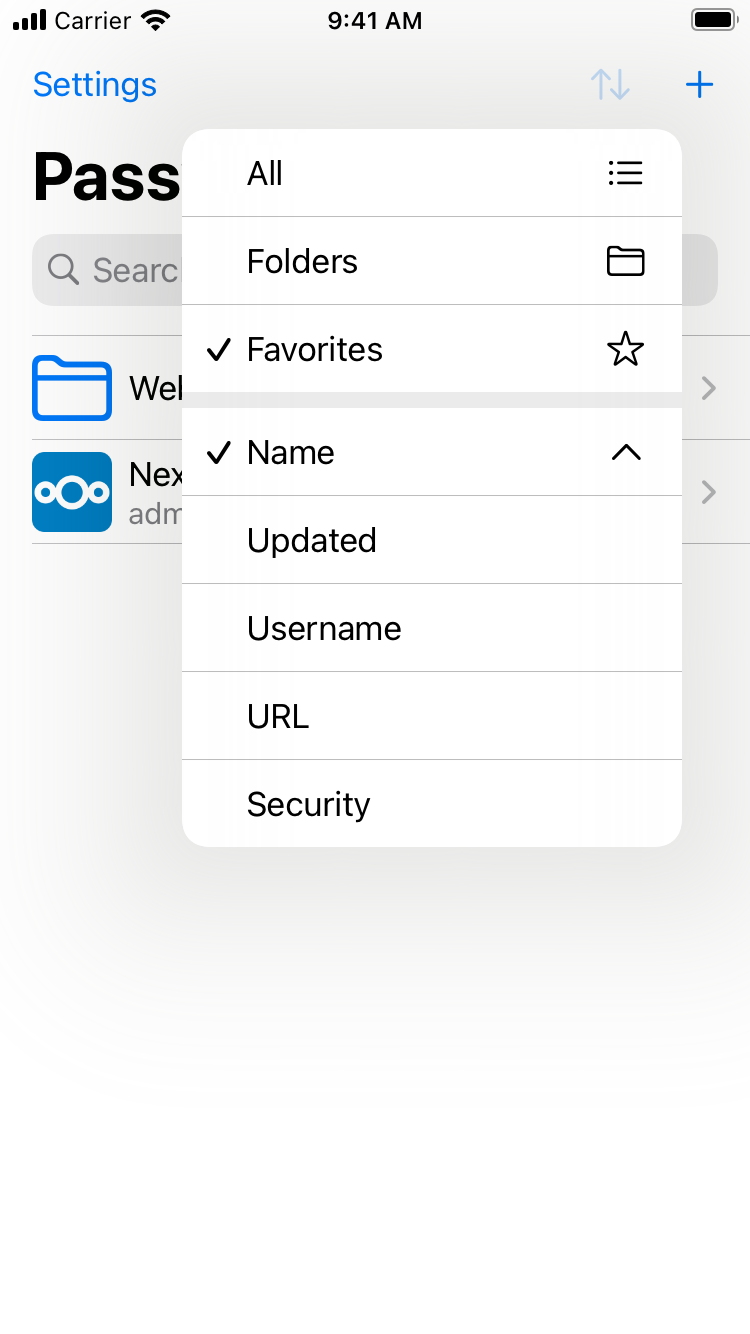 Carrier
9:41 AM
Settings
Pass
All
Searc
Folders
Favorites
Wel
Name
Nex
adm
Updated
Username
URL
Security